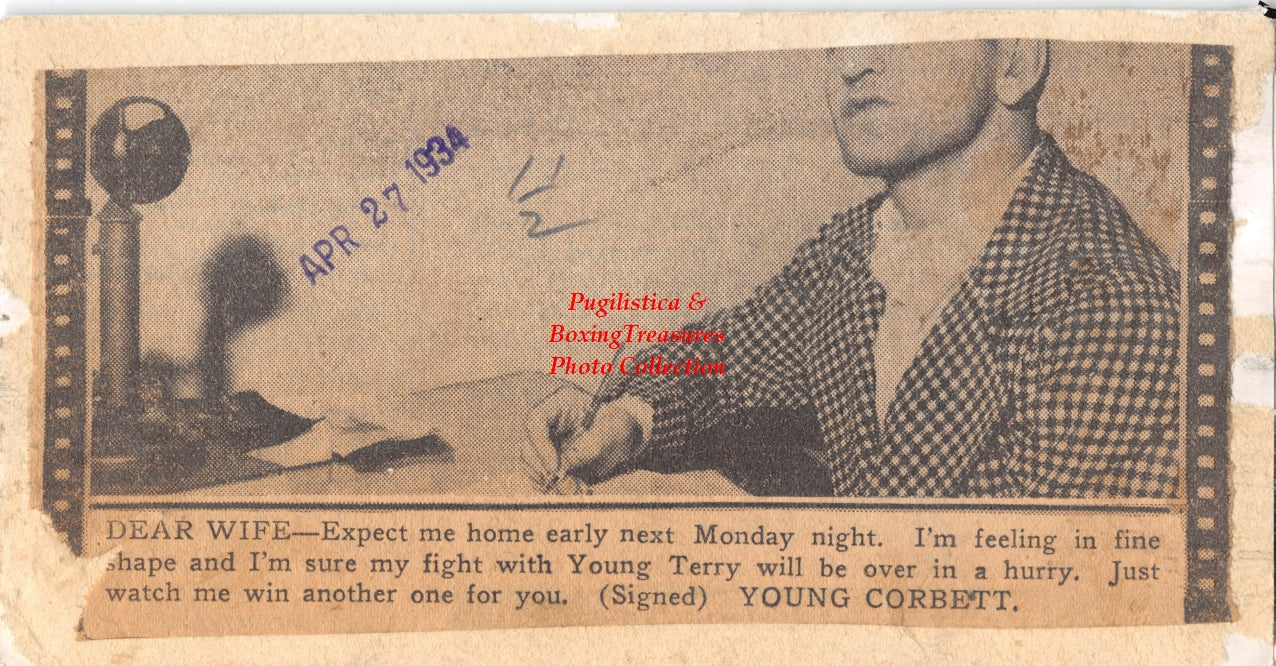 APR 27 1934
11
2
Pugilistica &
BoxingTreasures
Photo Collection
DEAR WIFE—Expect me home early next Monday night. I'm feeling in fine
shape and I'm sure my fight with Young Terry will be over in a hurry. Just
watch me win another one for you. (Signed) YOUNG CORBETT.